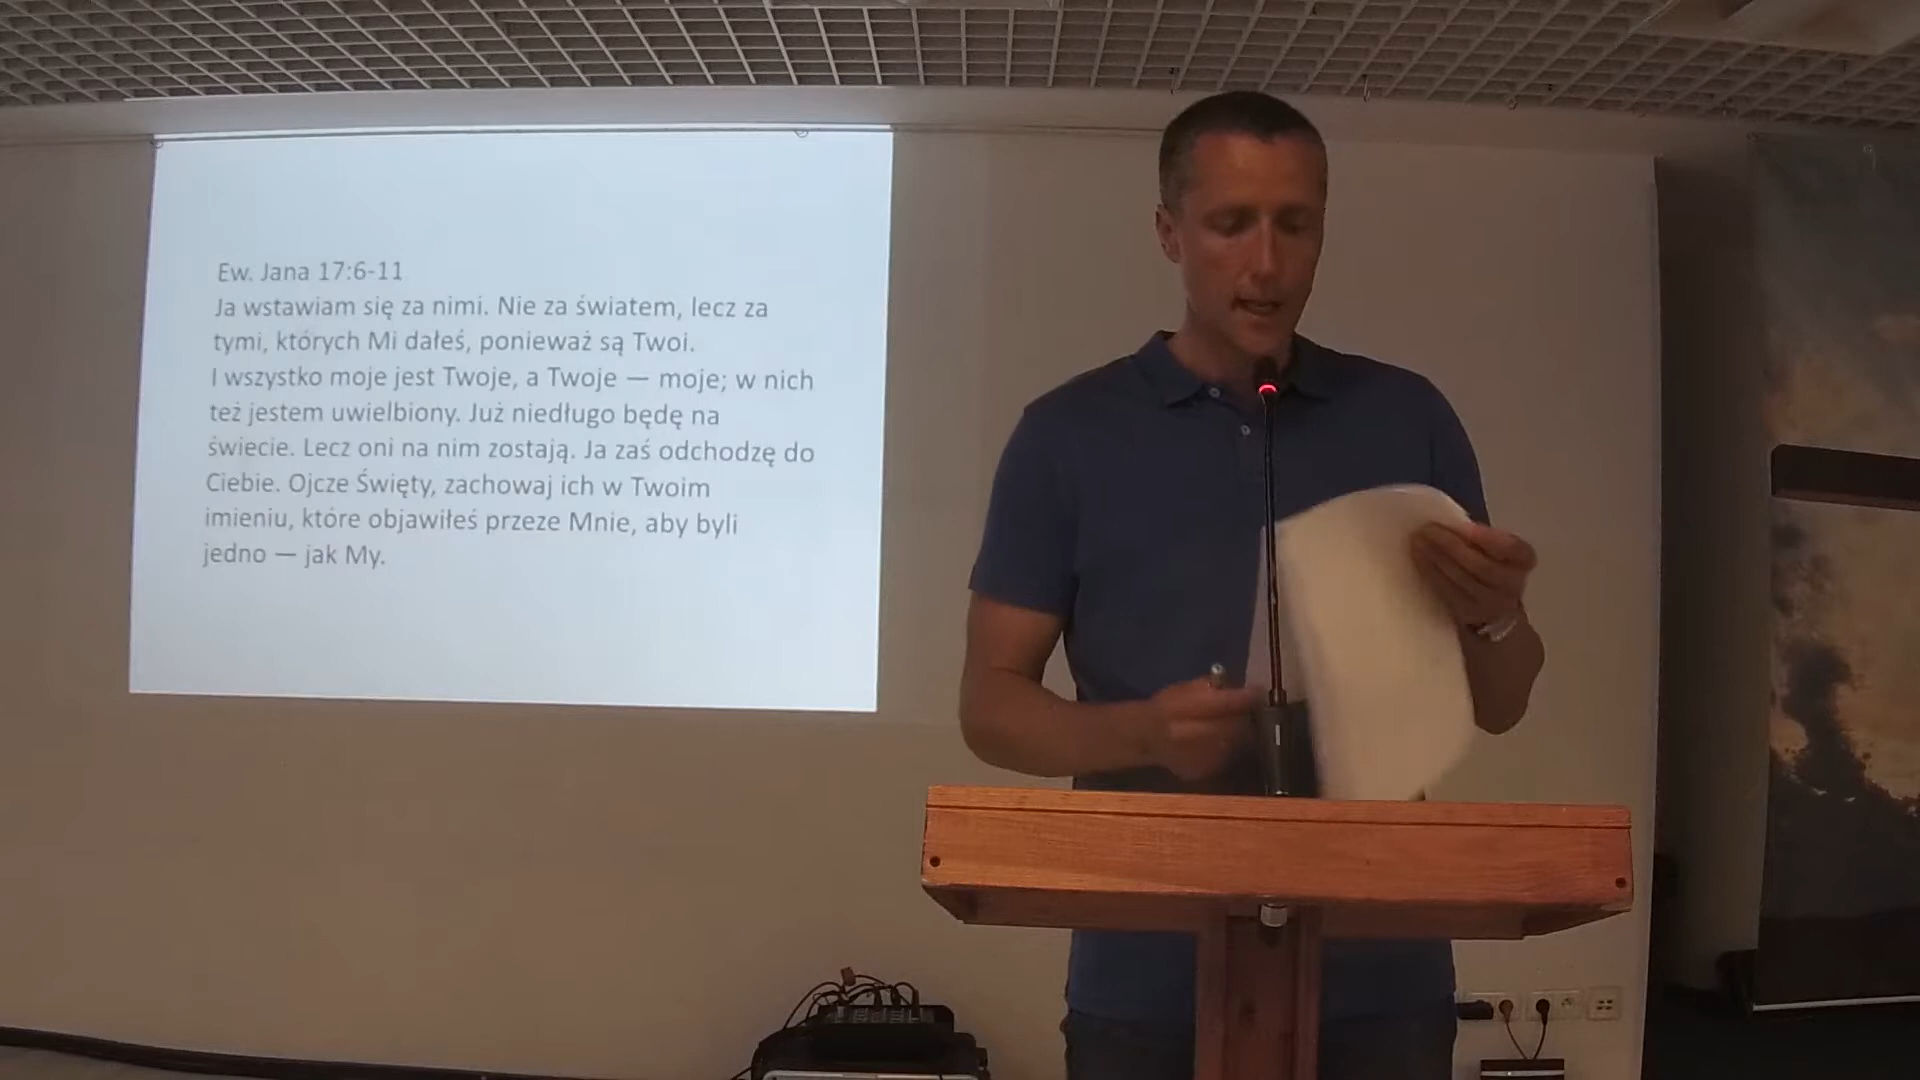 Ew. Jana 17:6-11
Ja wstawiam się za nimi. Nie za światem, lecz za
tymi, których Mi dałeś, ponieważ są Twoi.
I wszystko moje jest Twoje, a Twoje — moje; w nich
też jestem uwielbiony. Już niedługo będę na
świecie. Lecz oni na nim zostają. Ja zaś odchodzę do
Ciebie. Ojcze Święty, zachowaj ich w Twoim
imieniu, które objawiłeś przeze Mnie, aby byli
jedno — jak My.